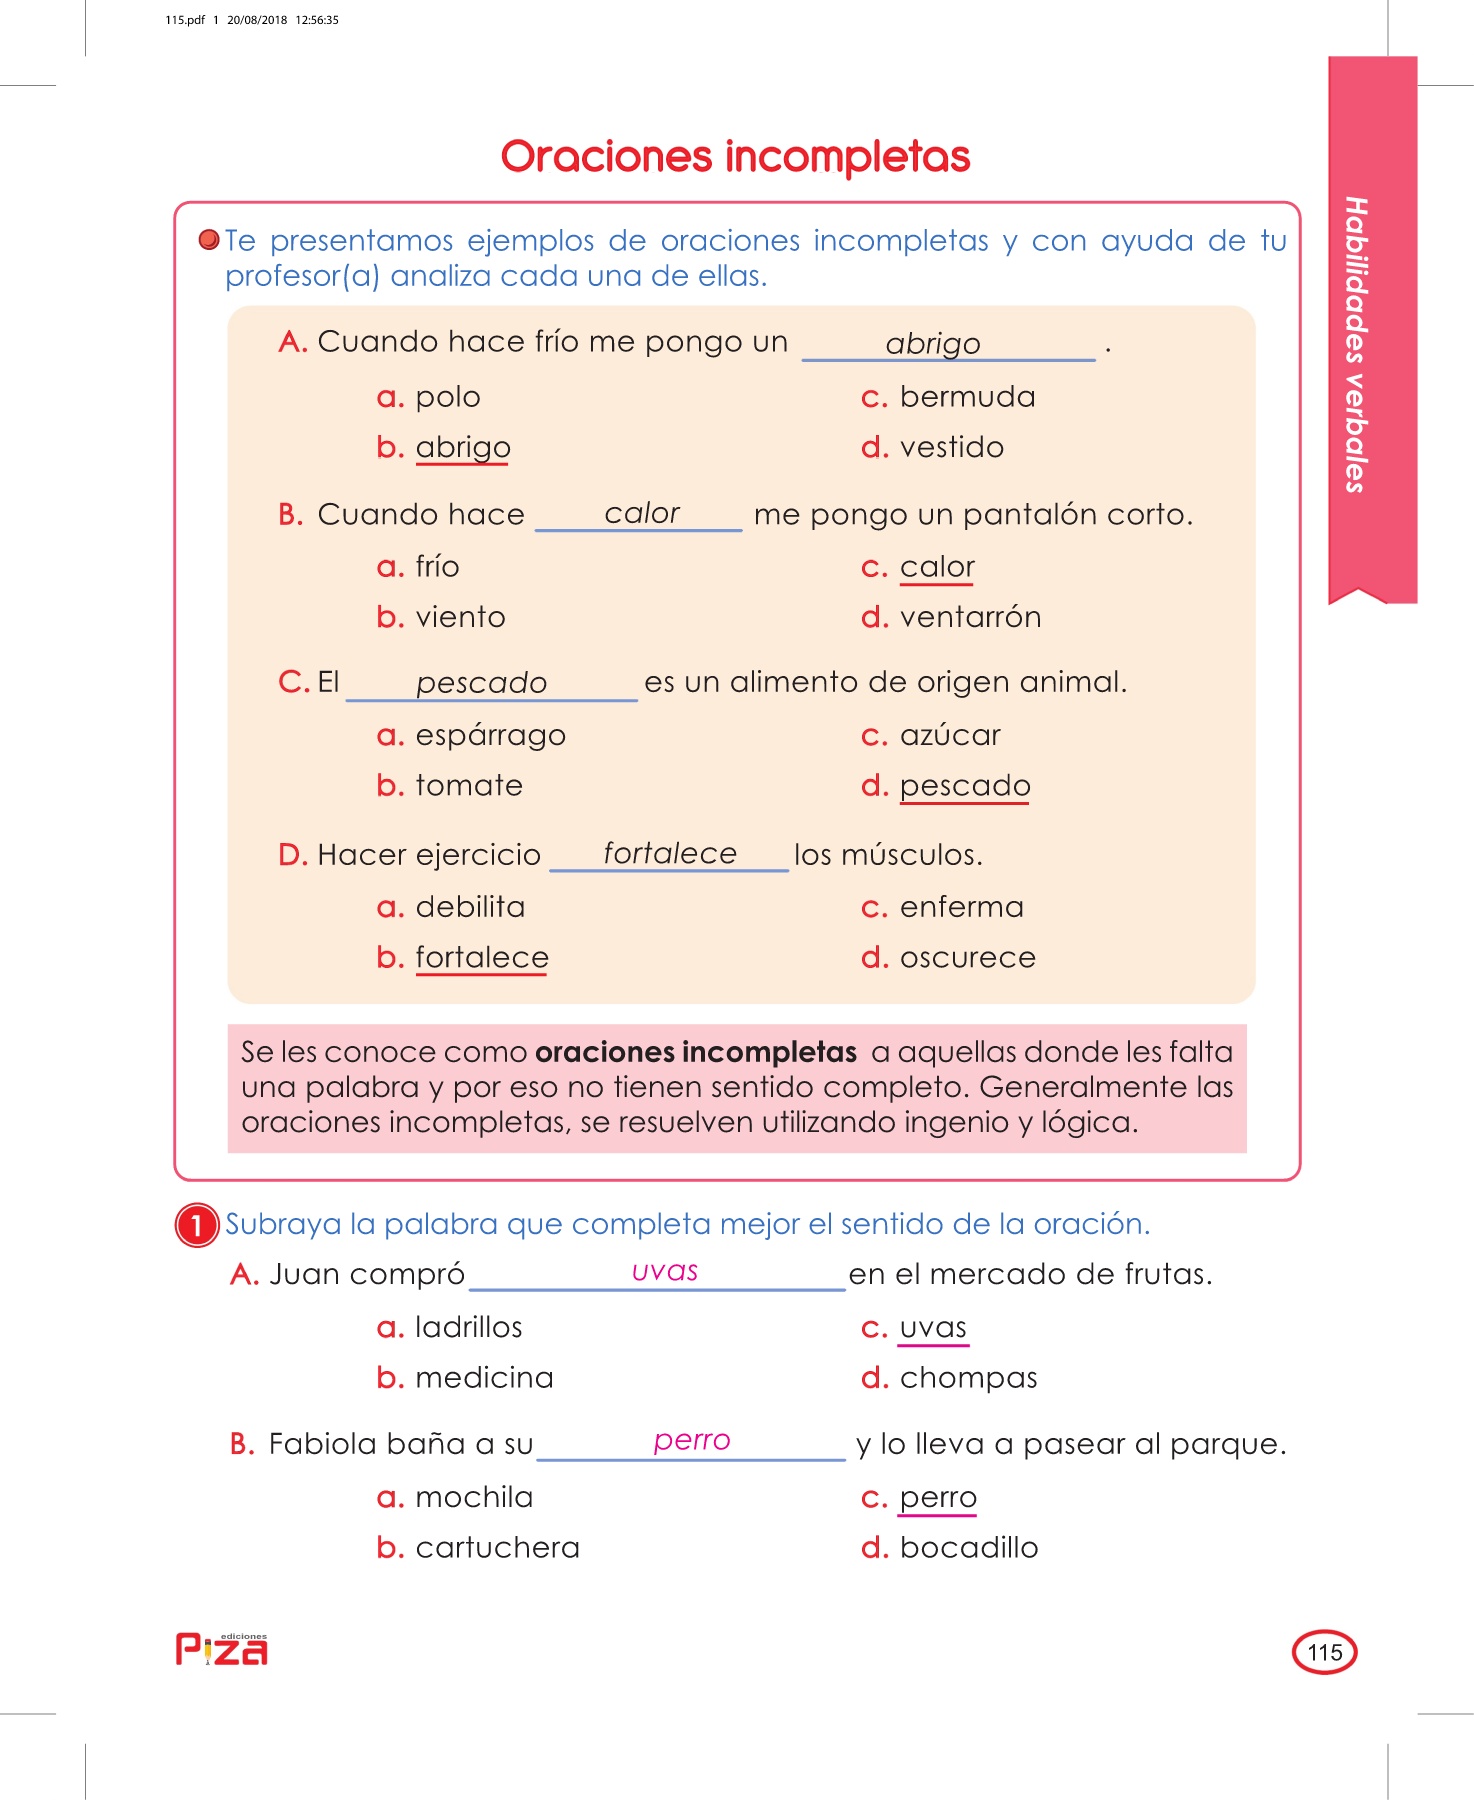 115.pdf 1 20/08/2018 12:56:35
Oraciones incompletas
Habilidades verbales
Te presentamos ejemplos de oraciones incompletas y con ayuda de tu
profesor(a) analiza cada una de ellas.
A. Cuando hace frío me pongo un abrigo .
a. polo c. bermuda
b. abrigo d. vestido
B. Cuando hace calor me pongo un pantalón corto.
a. frío c. calor
b. viento d. ventarrón
C. El pescado es un alimento de origen animal.
a. espárrago c. azúcar
b. tomate d. pescado
D. Hacer ejercicio fortalece los músculos.
a. debilita c. enferma
b. fortalece d. oscurece
Se les conoce como oraciones incompletas a aquellas donde les falta
una palabra y por eso no tienen sentido completo. Generalmente las
oraciones incompletas, se resuelven utilizando ingenio y lógica.
1 Subraya la palabra que completa mejor el sentido de la oración.
A. Juan compró uvas en el mercado de frutas.
a. ladrillos c. uvas
b. medicina d. chompas
B. Fabiola baña a su perro y lo lleva a pasear al parque.
a. mochila c. perro
b. cartuchera d. bocadillo
ediciones
Piza
115